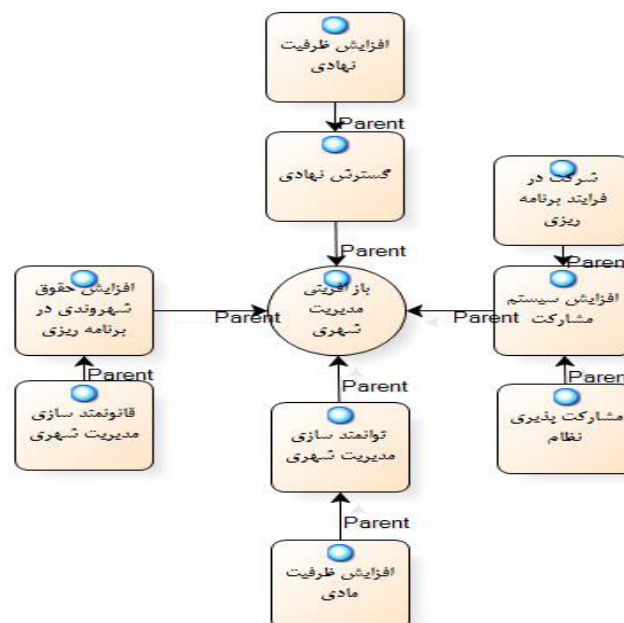 افزایش ظرفیت
نهادی
Parent
گسترش نهادی
Parent
شرکت در
فرایند برنامه
ریزی
Parent
افزایش سیستم
مشارکت
Parent
باز افریتی
مدیریت
شهری
Parent
افزایش حقوق
شهروندی در
برنامه ریزی
Parent
قانونمند سازی
مدیریت شهری
Parent
مشارکت پذیری
نظام
Parent
توانمند سازی
مدیریت شهری
Parent
افزایش ظرفیت
مادی